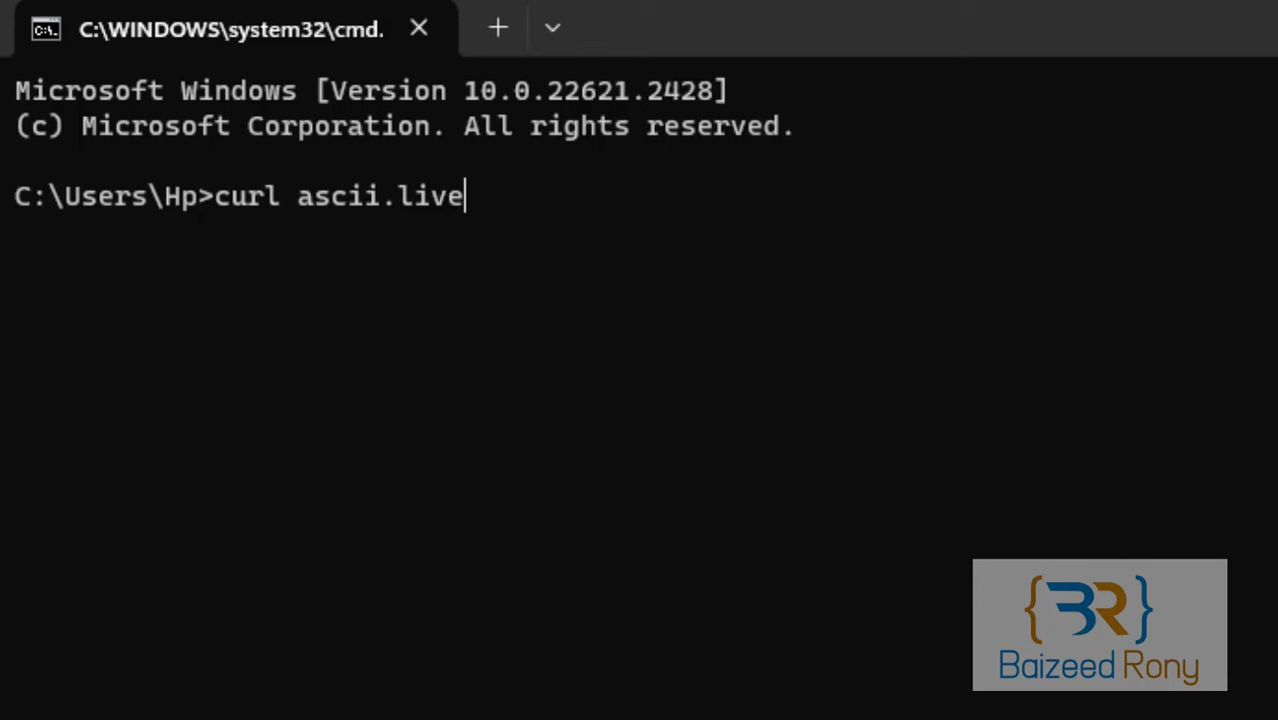 C:\WINDOWS\system32\cmd.
Microsoft Windows [Version 10.0.22621.2428]
(c) Microsoft Corporation. All rights reserved.
C:\Users\Hp>curl ascii.live
{BR}
Baizeed Rony